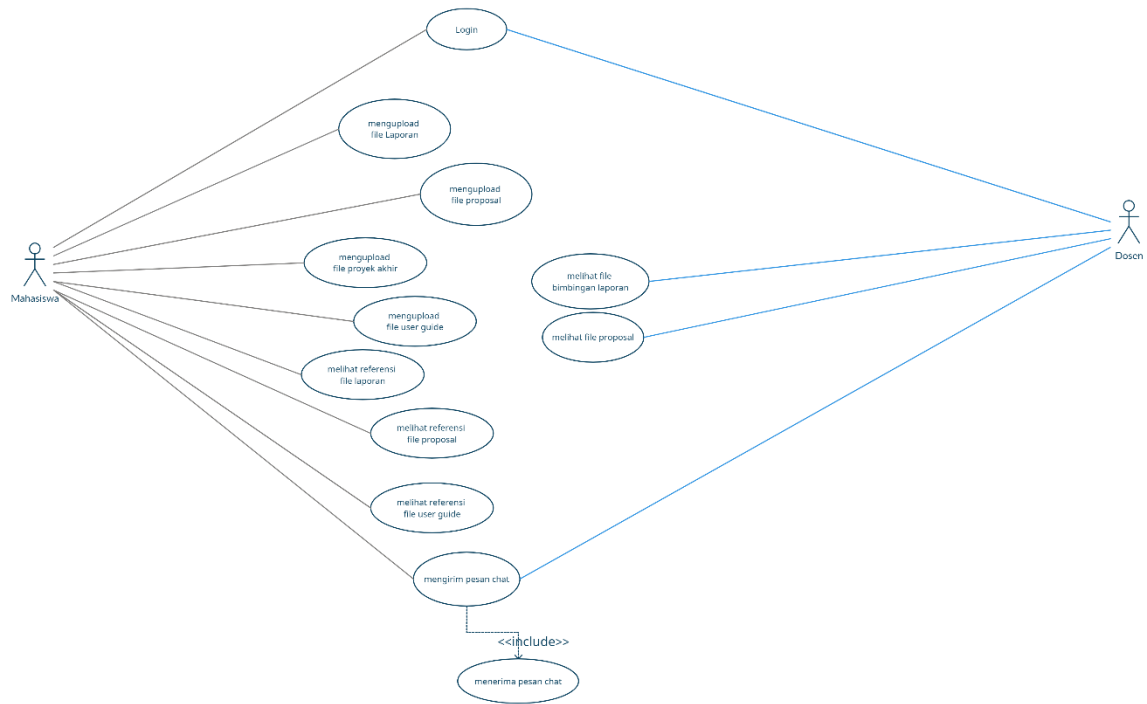 Login
mengupload
file Laporan
mengupload
file proposal
mengupload
file proyek akhir
Mahasiswa
Dosen
melihat file
bimbingan laporan
mengupload
file user guide
melihat file proposal
melihat referensi
file laporan
melihat referensi
file proposal
melihat referensi
file user guide
mengirim pesan chat
<<include>>
menerima pesan chat